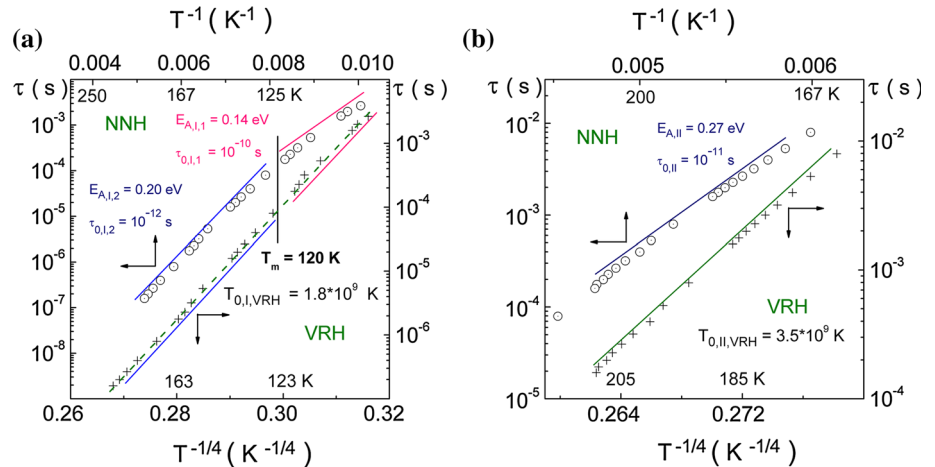 (a)
T⁻¹ ( K⁻¹ )
0.004 0.006 0.008 0.010
τ ( s )
250 167 125 K
τ ( s )
NNH
E_A,I,1 = 0.14 eV
τ_0,I,1 = 10⁻¹⁰ s
E_A,I,2 = 0.20 eV
τ_0,I,2 = 10⁻¹² s
T_m = 120 K
T_0,I,VRH = 1.8*10⁹ K
VRH
163 123 K
10⁻³
10⁻⁴
10⁻⁵
10⁻⁶
10⁻⁷
10⁻⁸
10⁻³
10⁻⁴
10⁻⁵
10⁻⁶
0.26 0.28 0.30 0.32
T⁻¹/⁴ ( K⁻¹/⁴ )
(b)
T⁻¹ ( K⁻¹ )
0.005 0.006
τ ( s )
200 167 K
τ ( s )
NNH
E_A,II = 0.27 eV
τ_0,II = 10⁻¹¹ s
VRH
T_0,II,VRH = 3.5*10⁹ K
205 185 K
10⁻²
10⁻³
10⁻⁴
10⁻⁵
10⁻²
10⁻³
10⁻⁴
0.264 0.272
T⁻¹/⁴ ( K⁻¹/⁴ )